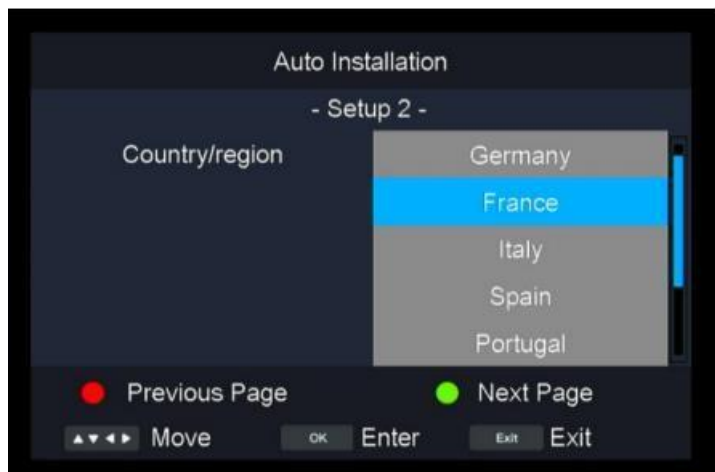 Auto Installation
- Setup 2 -
Country/region
Germany
France
Italy
Spain
Portugal
Previous Page
Next Page
Move
OK Enter
Exit Exit